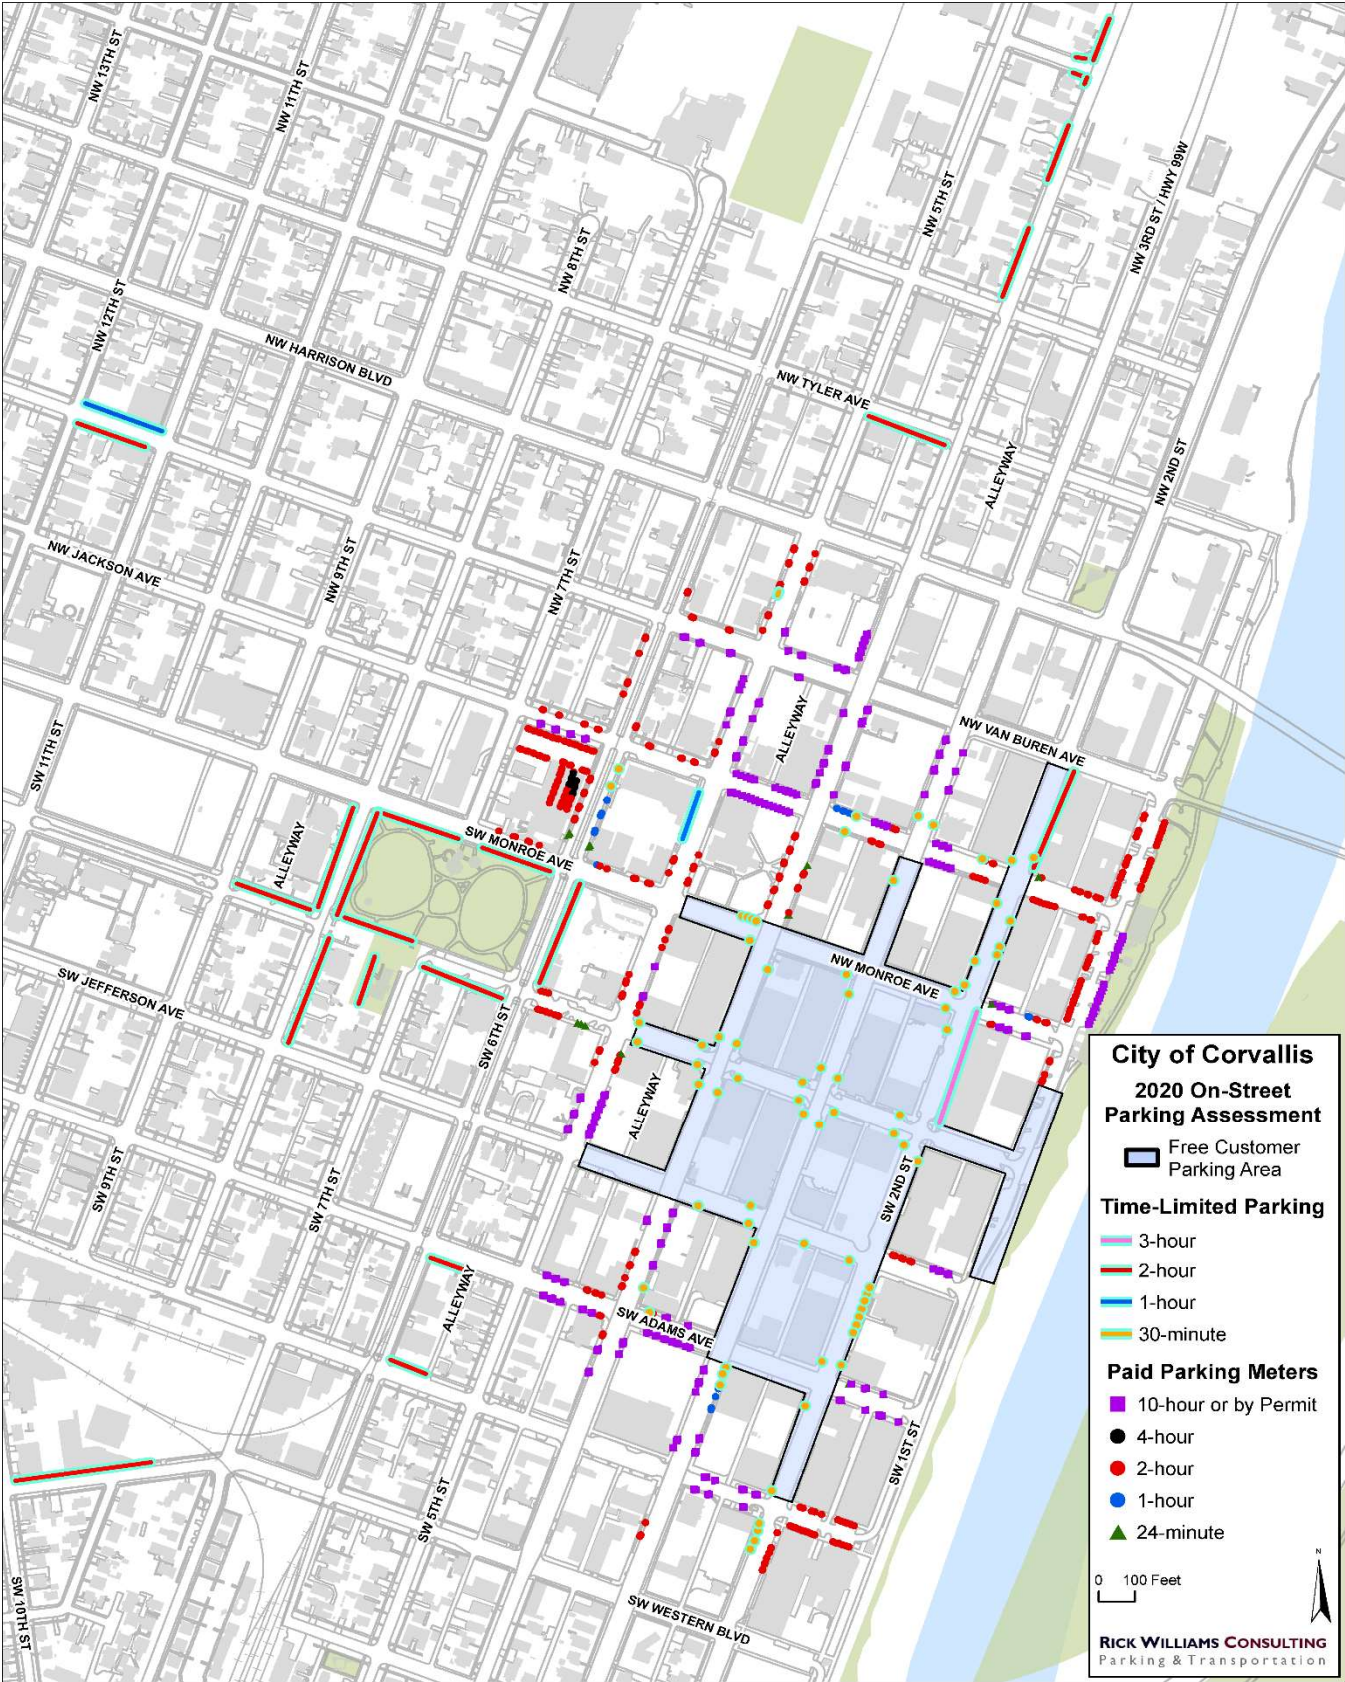 NW 13TH ST
NW 11TH ST
NW 5TH ST
NW 3RD ST / HWY 99W
NW 8TH ST
NW 12TH ST
NW HARRISON BLVD
NW TYLER AVE
ALLEYWAY
NW 2ND ST
NW JACKSON AVE
NW 9TH ST
NW 7TH ST
SW 11TH ST
ALLEYWAY
NW VAN BUREN AVE
ALLEYWAY
SW MONROE AVE
NW MONROE AVE
SW JEFFERSON AVE
SW 6TH ST
ALLEYWAY
SW 9TH ST
SW 7TH ST
SW 2ND ST
ALLEYWAY
SW ADAMS AVE
SW 1ST ST
SW 5TH ST
SW 10TH ST
SW WESTERN BLVD
City of Corvallis
2020 On-Street
Parking Assessment
Free Customer
Parking Area
Time-Limited Parking
3-hour
2-hour
1-hour
30-minute
Paid Parking Meters
10-hour or by Permit
4-hour
2-hour
1-hour
24-minute
N
0 100 Feet
RICK WILLIAMS CONSULTING
Parking & Transportation